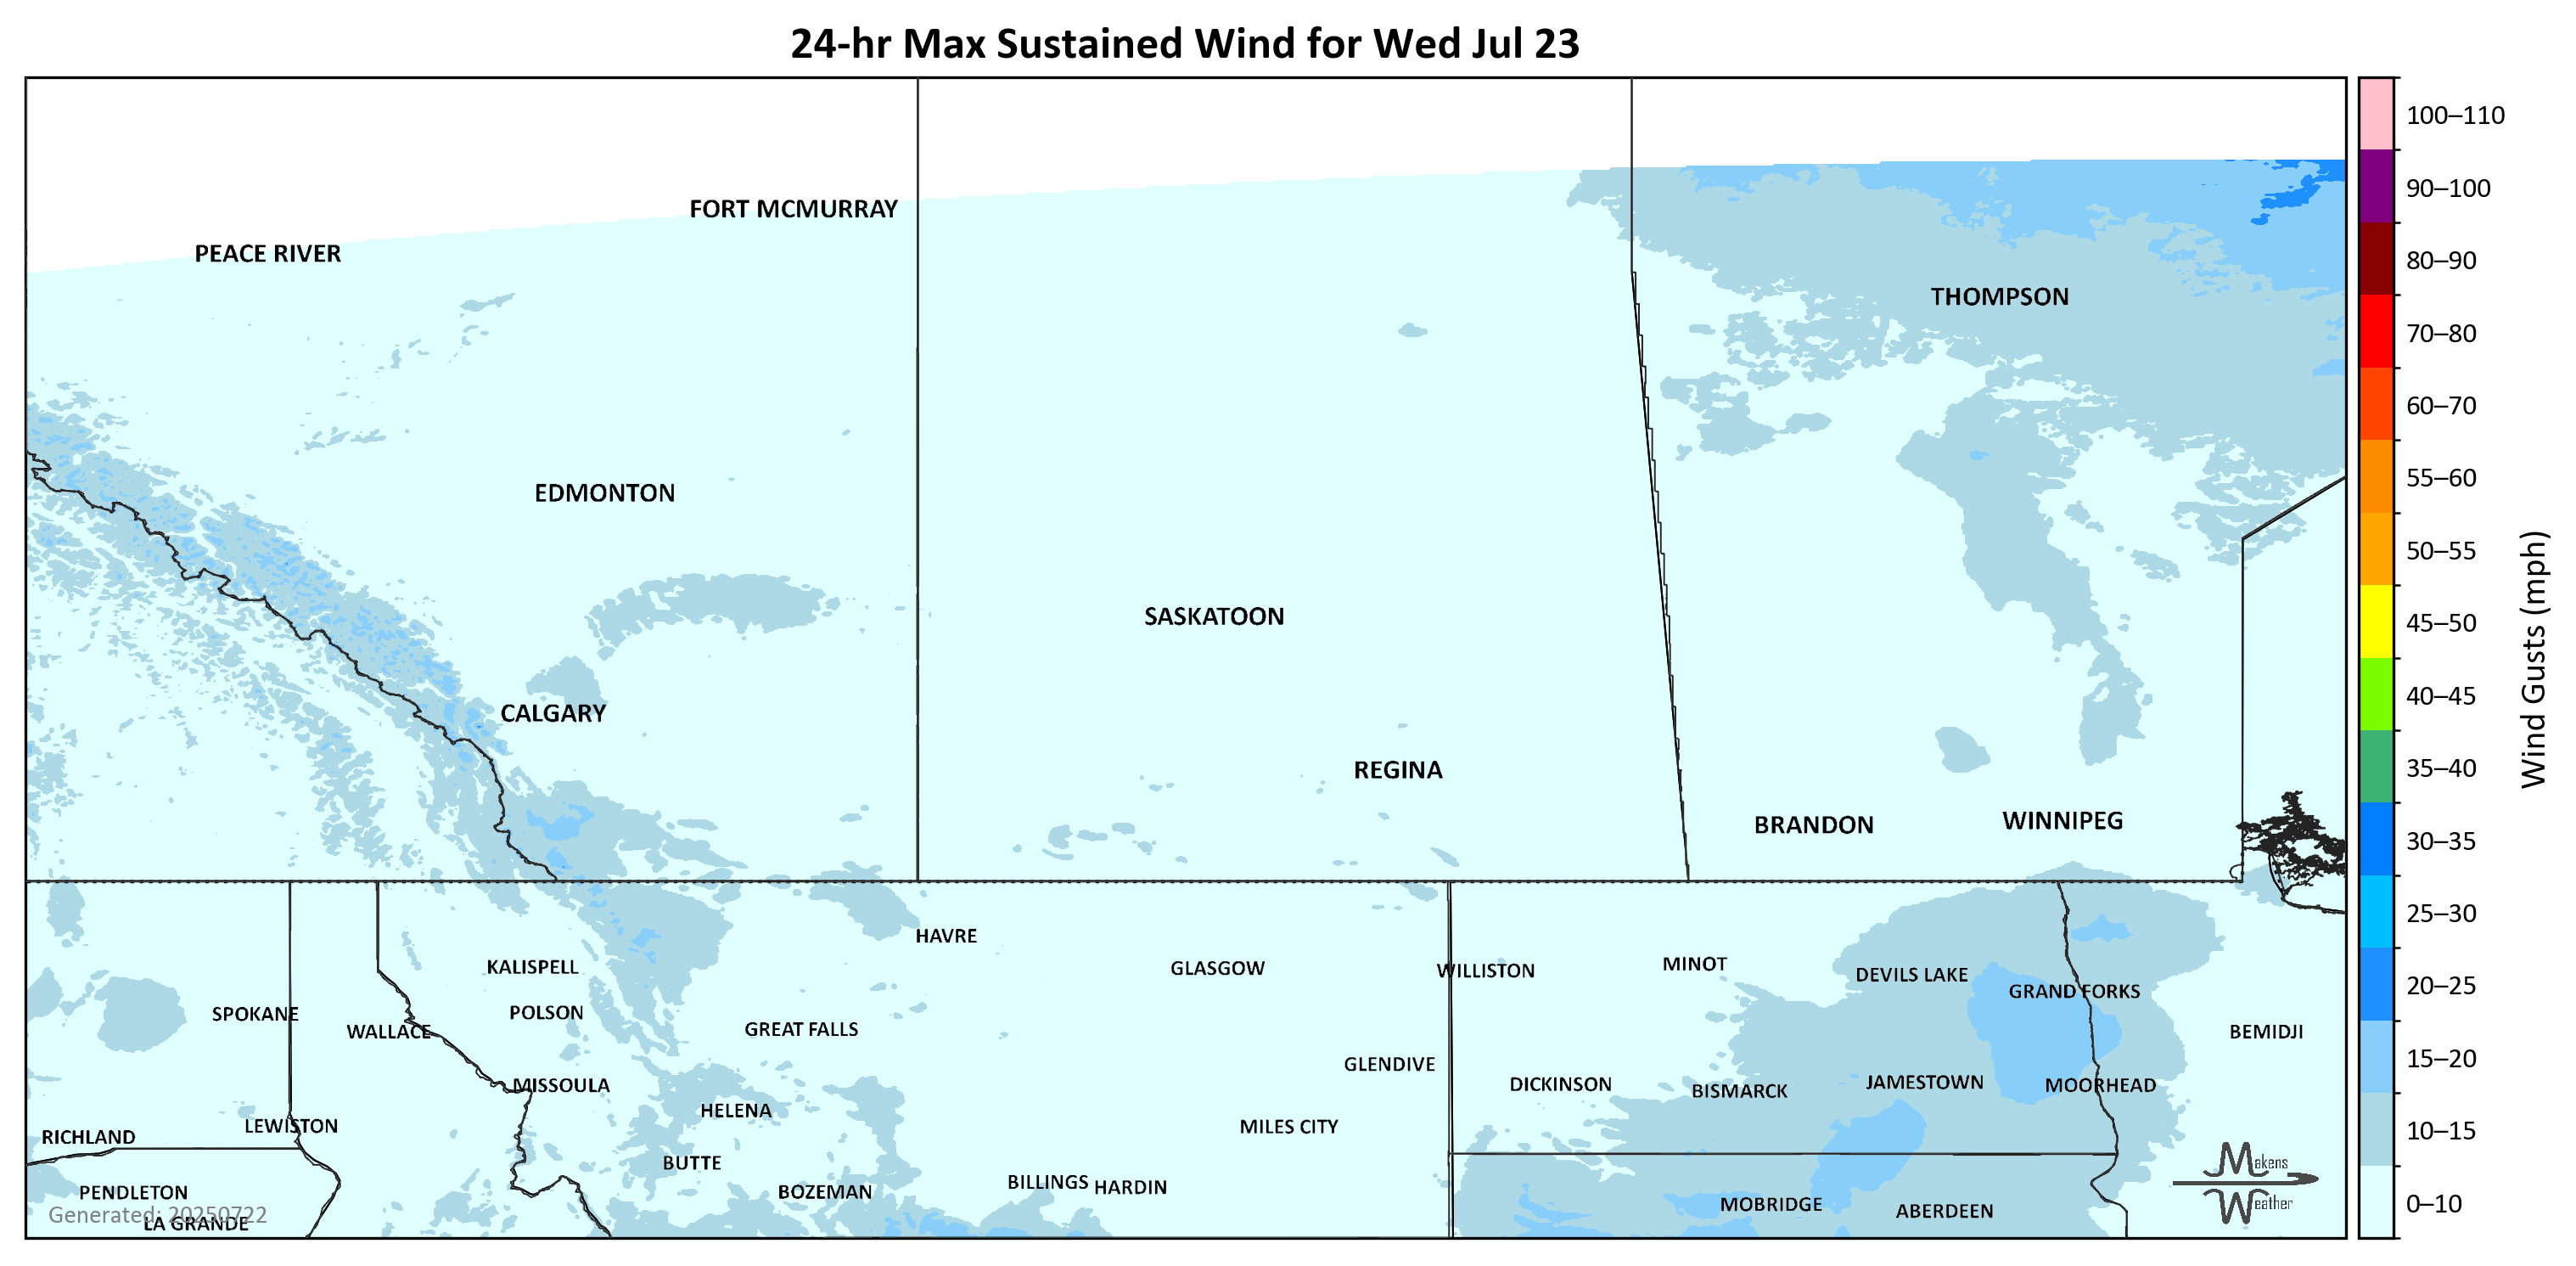 24-hr Max Sustained Wind for Wed Jul 23
FORT MCMURRAY
PEACE RIVER
THOMPSON
EDMONTON
SASKATOON
CALGARY
REGINA
BRANDON
WINNIPEG
HAVRE
KALISPELL
GLASGOW
WILLISTON
MINOT
DEVILS LAKE
GRAND FORKS
SPOKANE
POLSON
WALLACE
GREAT FALLS
BEMIDJI
GLENDIVE
MISSOULA
DICKINSON
BISMARCK
JAMESTOWN
MOORHEAD
HELENA
LEWISTON
MILES CITY
RICHLAND
BUTTE
BILLINGS
HARDIN
PENDLETON
BOZEMAN
MOBRIDGE
ABERDEEN
Generated: 20250722
LA GRANDE
Makens
Weather
100–110
90–100
80–90
70–80
60–70
55–60
50–55
45–50
40–45
35–40
30–35
25–30
20–25
15–20
10–15
0–10
Wind Gusts (mph)